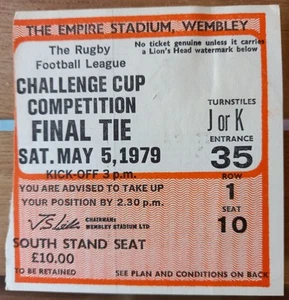 THE EMPIRE STADIUM, WEMBLEY
The Rugby
Football League
No ticket genuine unless it carries
a Lion's Head watermark below
CHALLENGE CUP
COMPETITION
FINAL TIE
SAT. MAY 5, 1979
KICK-OFF 3 p.m.
TURNSTILES
J or K
ENTRANCE
35
YOU ARE ADVISED TO TAKE UP
YOUR POSITION BY 2.30 p.m.
ROW
1
SEAT
10
CHAIRMAN:
WEMBLEY STADIUM LTD
SOUTH STAND SEAT
£10.00
TO BE RETAINED
SEE PLAN AND CONDITIONS ON BACK